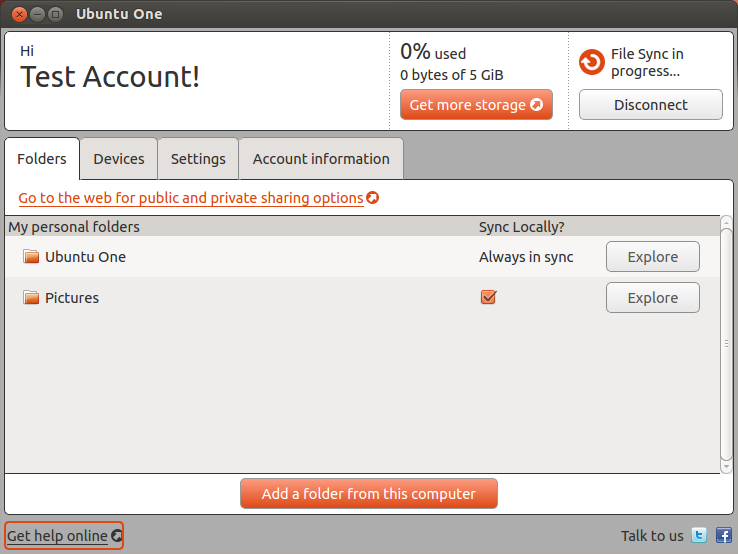 Ubuntu One
Hi
Test Account!
0% used
0 bytes of 5 GiB
Get more storage
File Sync in
progress...
Disconnect
Folders
Devices
Settings
Account information
Go to the web for public and private sharing options
My personal folders
Sync Locally?
Ubuntu One
Always in sync
Explore
Pictures
Explore
Add a folder from this computer
Get help online
Talk to us